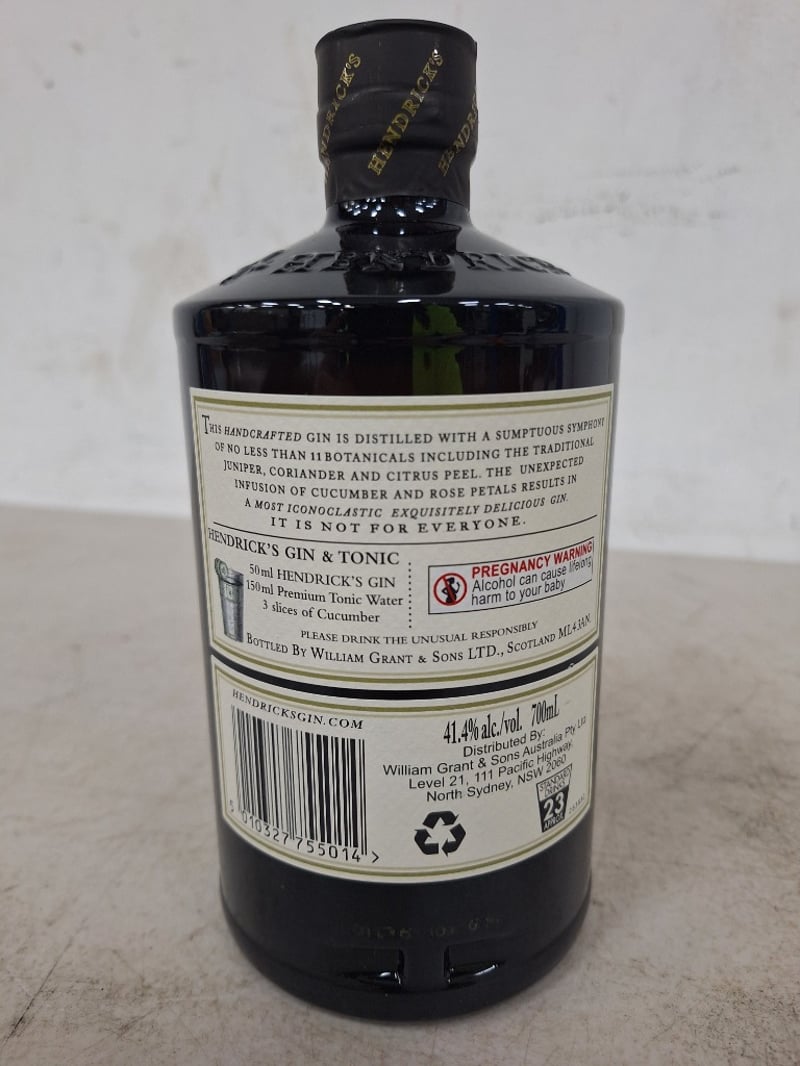 HENDRICK'S
HENDRICK'S
HENDRICK
THIS HANDCRAFTED GIN IS DISTILLED WITH A SUMPTUOUS SYMPHONY
OF NO LESS THAN 11 BOTANICALS INCLUDING THE TRADITIONAL
JUNIPER, CORIANDER AND CITRUS PEEL. THE UNEXPECTED
INFUSION OF CUCUMBER AND ROSE PETALS RESULTS IN
A MOST ICONOCLASTIC EXQUISITELY DELICIOUS GIN.
IT IS NOT FOR EVERYONE.
HENDRICK'S GIN & TONIC
50ml HENDRICK'S GIN
150ml Premium Tonic Water
3 slices of Cucumber
PREGNANCY WARNING
Alcohol can cause lifelong
harm to your baby
PLEASE DRINK THE UNUSUAL RESPONSIBLY
BOTTLED BY WILLIAM GRANT & SONS LTD., SCOTLAND ML4 3AN.
HENDRICKSGIN.COM
5 010327 755014 >
41.4% alc./vol. 700mL
Distributed By:
William Grant & Sons Australia Pty Ltd
Level 21, 111 Pacific Highway,
North Sydney, NSW 2060
STANDARD
DRINKS
23
APPROX.